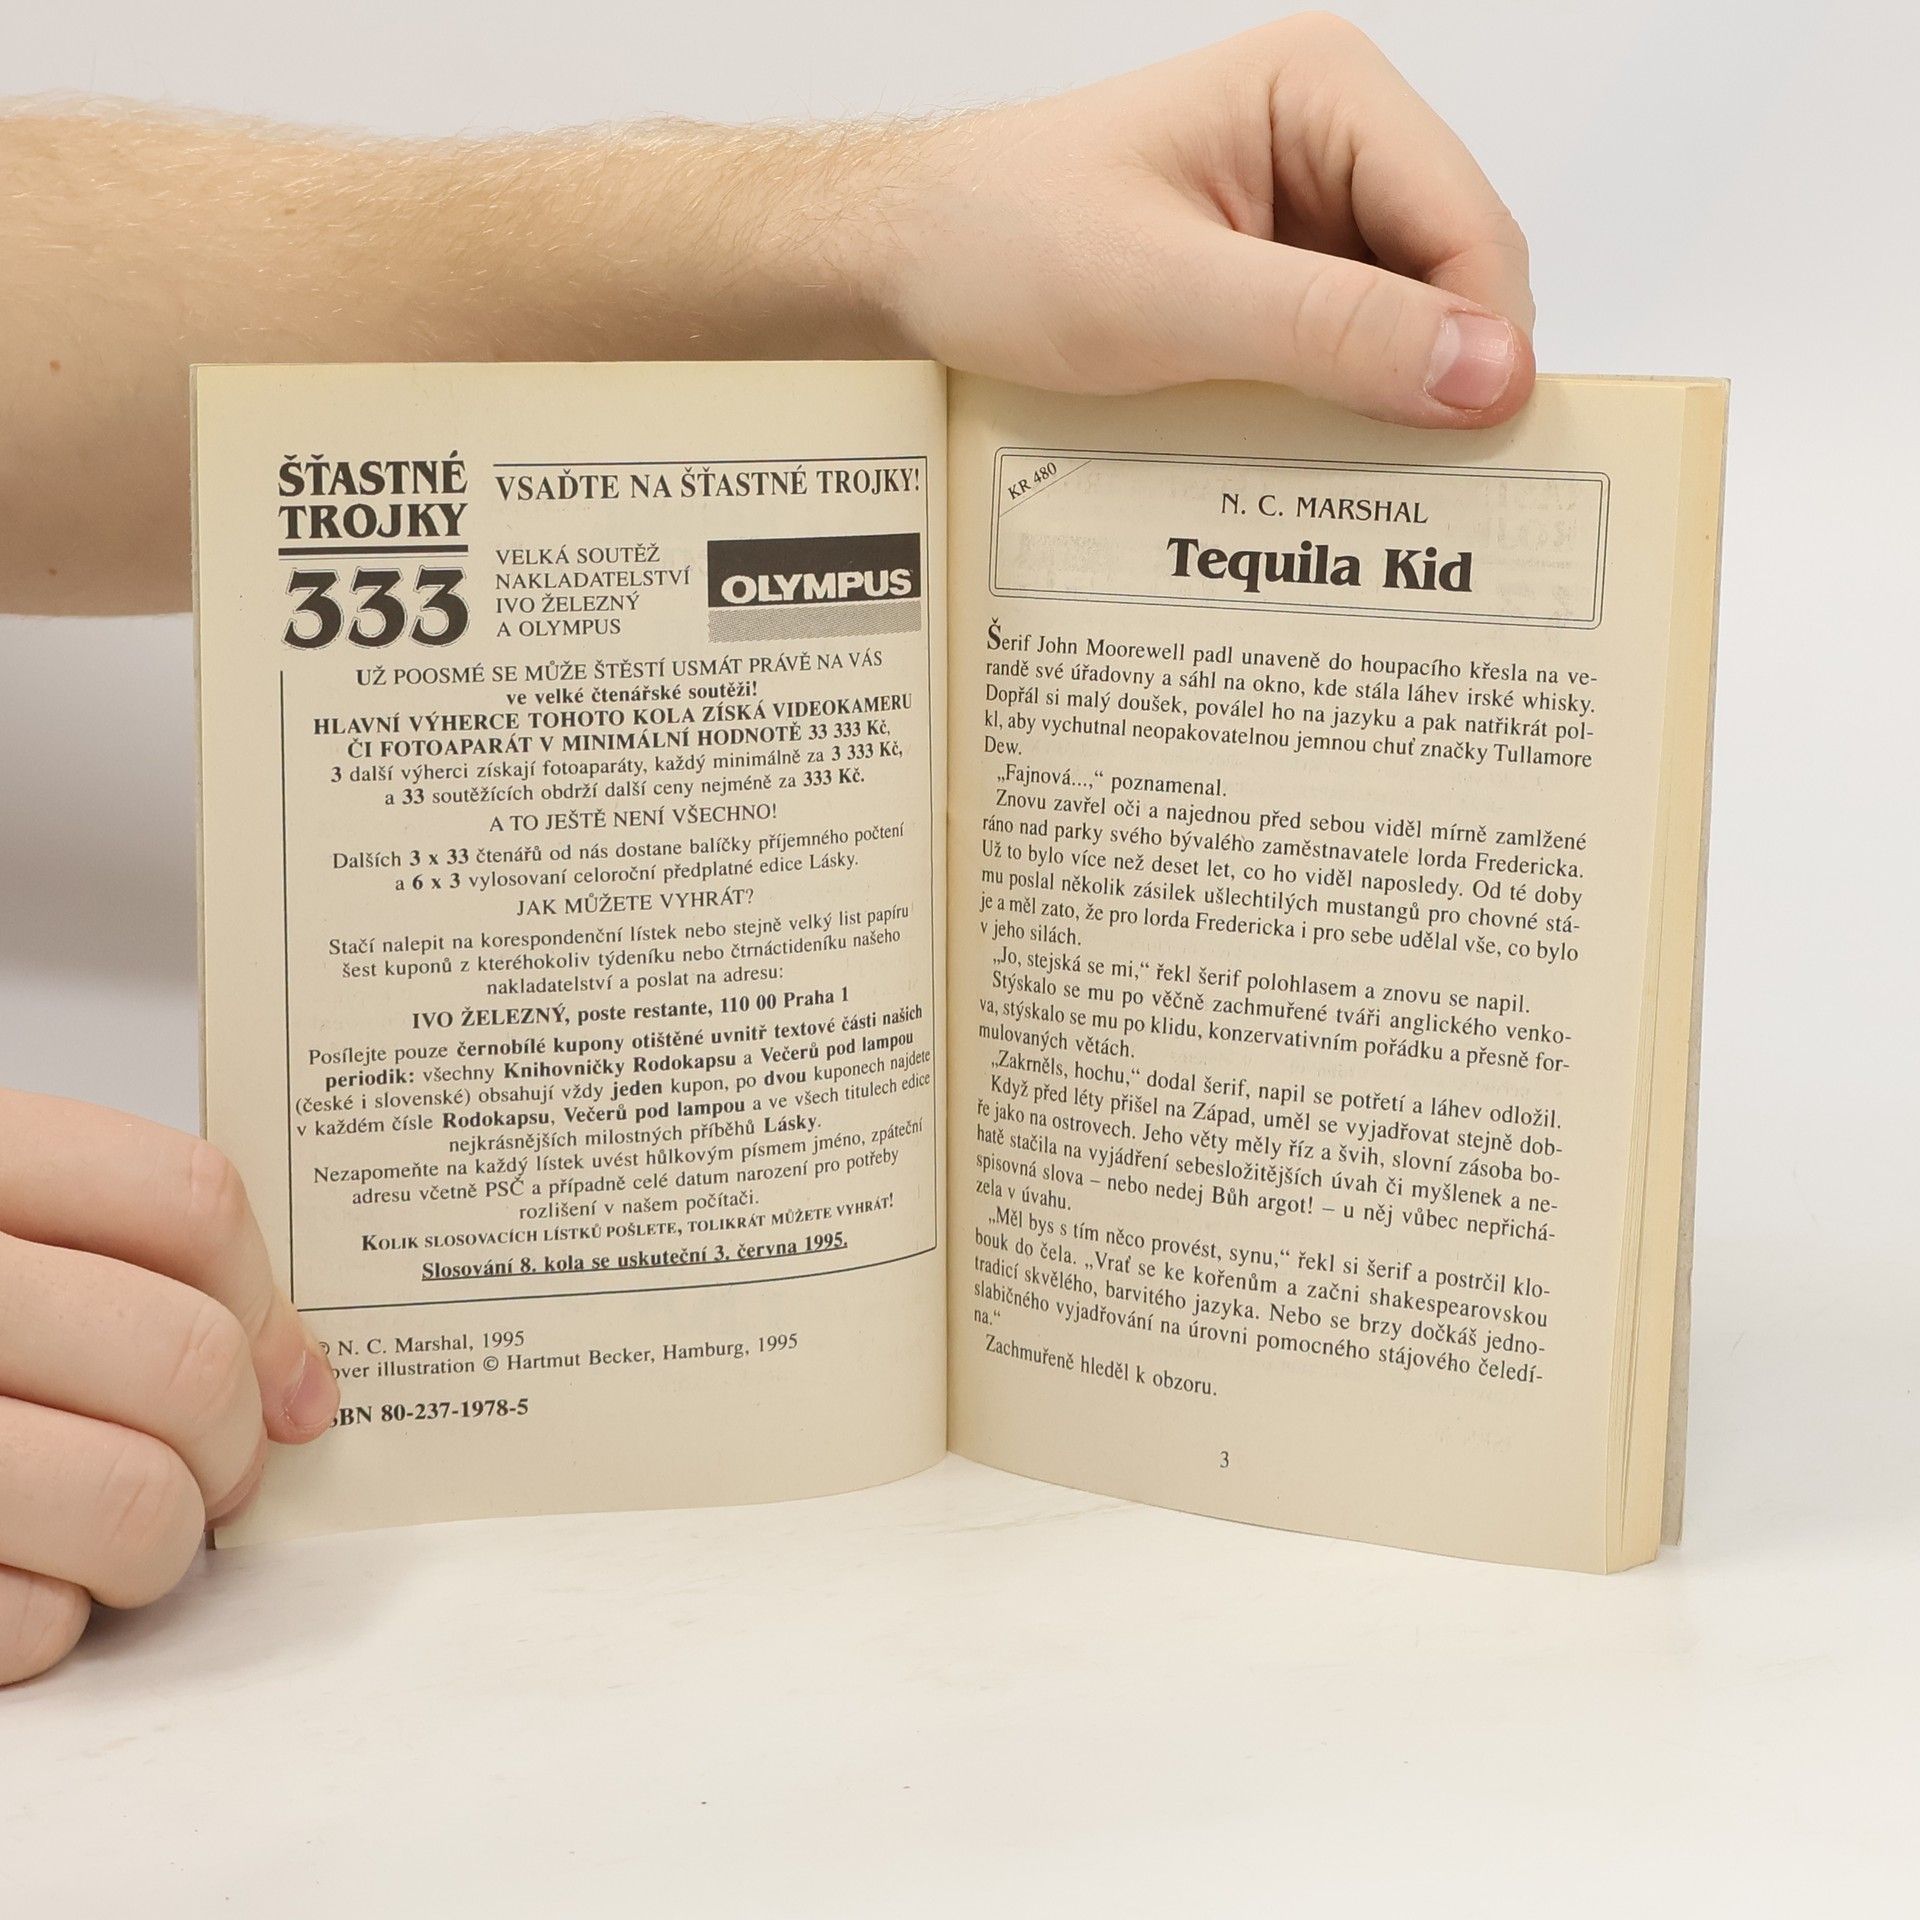 ŠŤASTNÉ
TROJKY
333
VSAĎTE NA ŠŤASTNÉ TROJKY!
VELKÁ SOUTĚŽ
NAKLADATELSTVÍ
IVO ŽELEZNÝ
A OLYMPUS
OLYMPUS
UŽ POOSMÉ SE MŮŽE ŠTĚSTÍ USMÁT PRÁVĚ NA VÁS
ve velké čtenářské soutěži!
HLAVNÍ VÝHERCE TOHOTO KOLA ZÍSKÁ VIDEOKAMERU
ČI FOTOAPARÁT V MINIMÁLNÍ HODNOTĚ 33 333 Kč,
3 další výherci získají fotoaparáty, každý minimálně za 3 333 Kč,
a 33 soutěžících obdrží další ceny nejméně za 333 Kč.
A TO JEŠTĚ NENÍ VŠECHNO!
Dalších 3 x 33 čtenářů od nás dostane balíčky příjemného počtení
a 6 x 3 vylosovaní celoroční předplatné edice Lásky.
JAK MŮŽETE VYHRÁT?
Stačí nalepit na korespondenční lístek nebo stejně velký list papíru
šest kuponů z kteréhokoliv týdeníku nebo čtrnáctideníku našeho
nakladatelství a poslat na adresu:
IVO ŽELEZNÝ, poste restante, 110 00 Praha 1
Posílejte pouze černobílé kupony otištěné uvnitř textové části našich
periodik: všechny Knihovničky Rodokapsu a Večerů pod lampou
(české i slovenské) obsahují vždy jeden kupon, po dvou kuponech najdete
v každém čísle Rodokapsu, Večerů pod lampou a ve všech titulech edice
nejkrásnějších milostných příběhů Lásky.
Nezapomeňte na každý lístek uvést hůlkovým písmem jméno, zpáteční
adresu včetně PSČ a případně celé datum narození pro potřeby
rozlišení v našem počítači.
KOLIK SLOSOVACÍCH LÍSTKŮ POŠLETE, TOLIKRÁT MŮŽETE VYHRÁT!
Slosování 8. kola se uskuteční 3. června 1995.
© N. C. Marshal, 1995
over illustration © Hartmut Becker, Hamburg, 1995
SBN 80-237-1978-5
KR 480
N. C. MARSHAL
Tequila Kid
Šerif John Moorewell padl unaveně do houpacího křesla na ve-
randě své úřadovny a sáhl na okno, kde stála láhev irské whisky.
Dopřál si malý doušek, poválel ho na jazyku a pak natřikrát pol-
kl, aby vychutnal neopakovatelnou jemnou chuť značky Tullamore
Dew.
„Fajnová...,“ poznamenal.
Znovu zavřel oči a najednou před sebou viděl mírně zamlžené
ráno nad parky svého bývalého zaměstnavatele lorda Fredericka.
Už to bylo více než deset let, co ho viděl naposledy. Od té doby
mu poslal několik zásilek ušlechtilých mustangů pro chovné stá-
je a měl zato, že pro lorda Fredericka i pro sebe udělal vše, co bylo
v jeho silách.
„Jo, stejská se mi,“ řekl šerif polohlasem a znovu se napil.
Stýskalo se mu po věčně zachmuřené tváři anglického venko-
va, stýskalo se mu po klidu, konzervativním pořádku a přesně for-
mulovaných větách.
„Zakrněls, hochu,“ dodal šerif, napil se potřetí a láhev odložil.
Když před léty přišel na Západ, uměl se vyjadřovat stejně dob-
ře jako na ostrovech. Jeho věty měly říz a švih, slovní zásoba bo-
hatě stačila na vyjádření sebesložitějších úvah či myšlenek a ne-
spisovná slova – nebo nedej Bůh argot! – u něj vůbec nepřichá-
zela v úvahu.
„Měl bys s tím něco provést, synu,“ řekl si šerif a postrčil klo-
bouk do čela. „Vrať se ke kořenům a začni shakespearovskou
tradicí skvělého, barvitého jazyka. Nebo se brzy dočkáš jedno-
slabičného vyjadřování na úrovni pomocného stájového čeledí-
na.“
Zachmuřeně hleděl k obzoru.
3